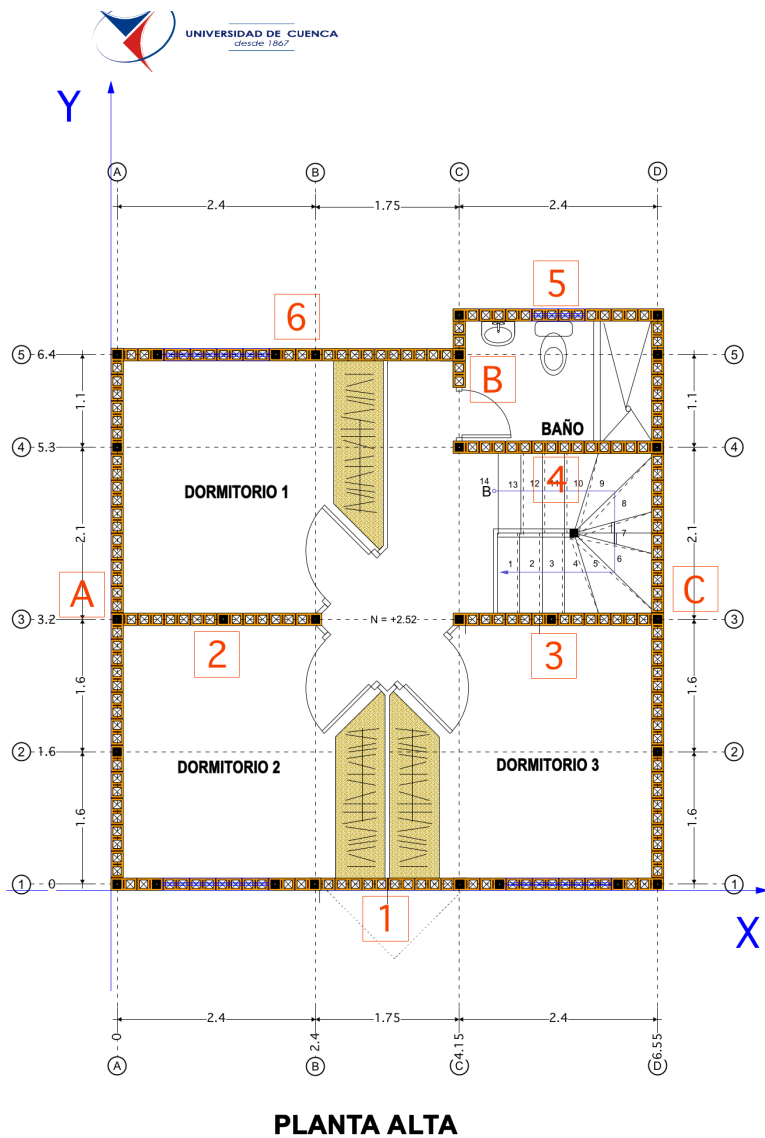 UNIVERSIDAD DE CUENCA
desde 1867
Y
A B C D
2.4 1.75 2.4
5
6
5 6.4 5
B
1.1 1.1
BAÑO
4 5.3 4
4
14 13 12 11 10 9
B
8
7
6
1 2 3 4 5
DORMITORIO 1
2.1 2.1
A C
3 3.2 N = +2.52 3
2 3
1.6 1.6
2 1.6 2
DORMITORIO 2 DORMITORIO 3
1.6 1.6
1 0 1
1
X
2.4 1.75 2.4
0 2.4 4.15 6.55
A B C D
PLANTA ALTA